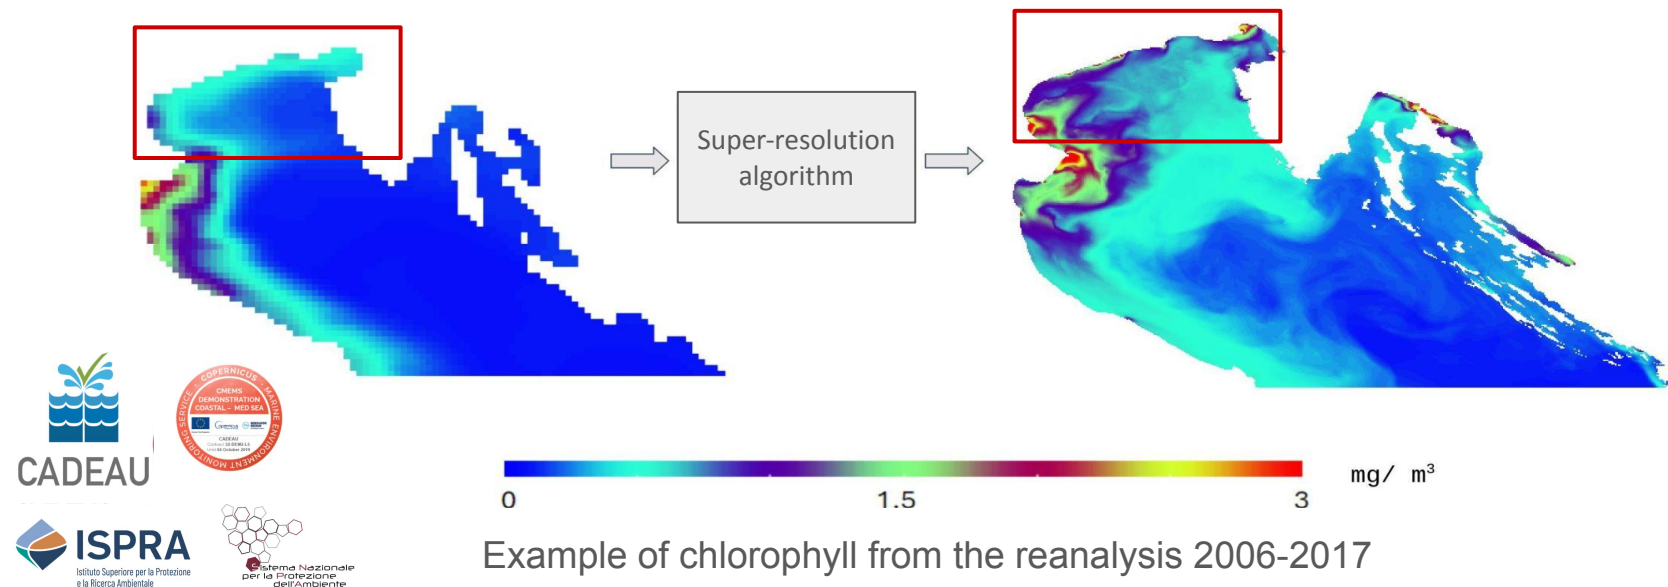 Super-resolution
algorithm
CADEAU
COPERNICUS - MARINE ENVIRONMENT MONITORING SERVICE -
CMEMS
DEMONSTRATION
COASTAL - MED SEA
CADEAU
0
1.5
3
mg/ m³
ISPRA
Istituto Superiore per la Protezione
e la Ricerca Ambientale
Sistema Nazionale
per la Protezione
dell'Ambiente
Example of chlorophyll from the reanalysis 2006-2017